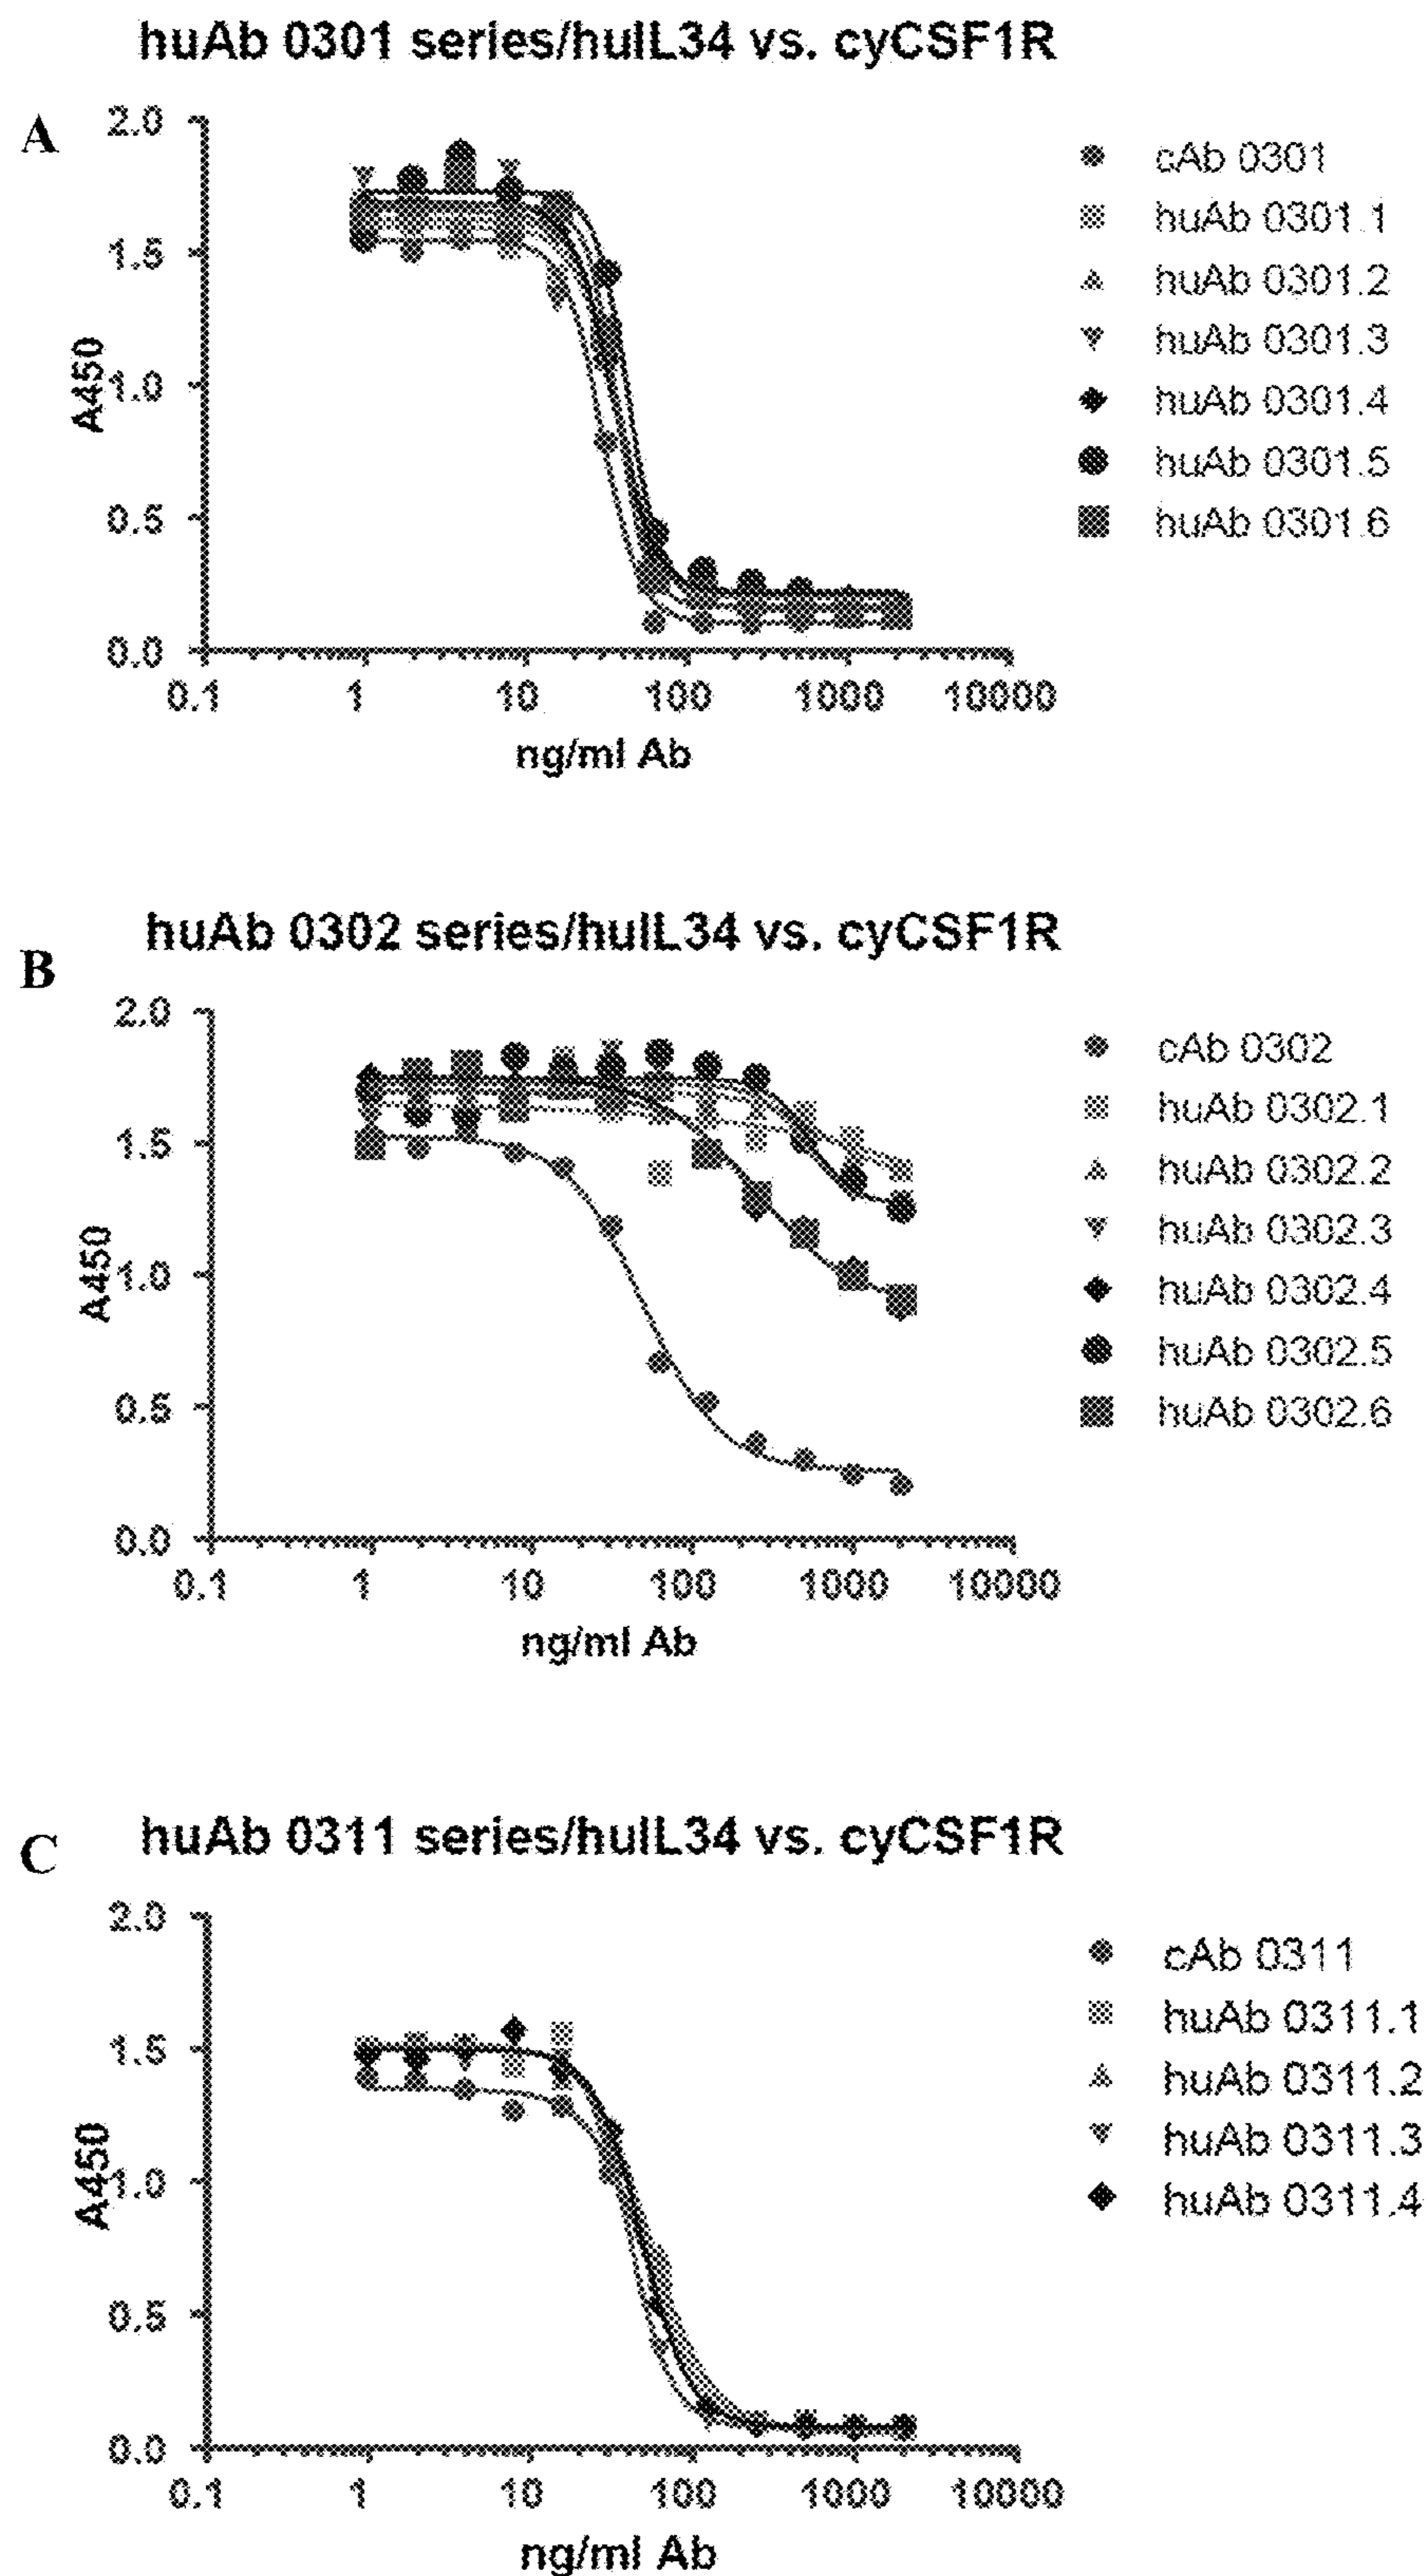 huAb 0301 series/huIL34 vs. cyCSF1R
A
2.0
1.5
1.0
0.5
0.0
A450
0.1 1 10 100 1000 10000
ng/ml Ab
cAb 0301
huAb 0301.1
huAb 0301.2
huAb 0301.3
huAb 0301.4
huAb 0301.5
huAb 0301.6
huAb 0302 series/huIL34 vs. cyCSF1R
B
2.0
1.5
1.0
0.5
0.0
A450
0.1 1 10 100 1000 10000
ng/ml Ab
cAb 0302
huAb 0302.1
huAb 0302.2
huAb 0302.3
huAb 0302.4
huAb 0302.5
huAb 0302.6
huAb 0311 series/huIL34 vs. cyCSF1R
C
2.0
1.5
1.0
0.5
0.0
A450
0.1 1 10 100 1000 10000
ng/ml Ab
cAb 0311
huAb 0311.1
huAb 0311.2
huAb 0311.3
huAb 0311.4